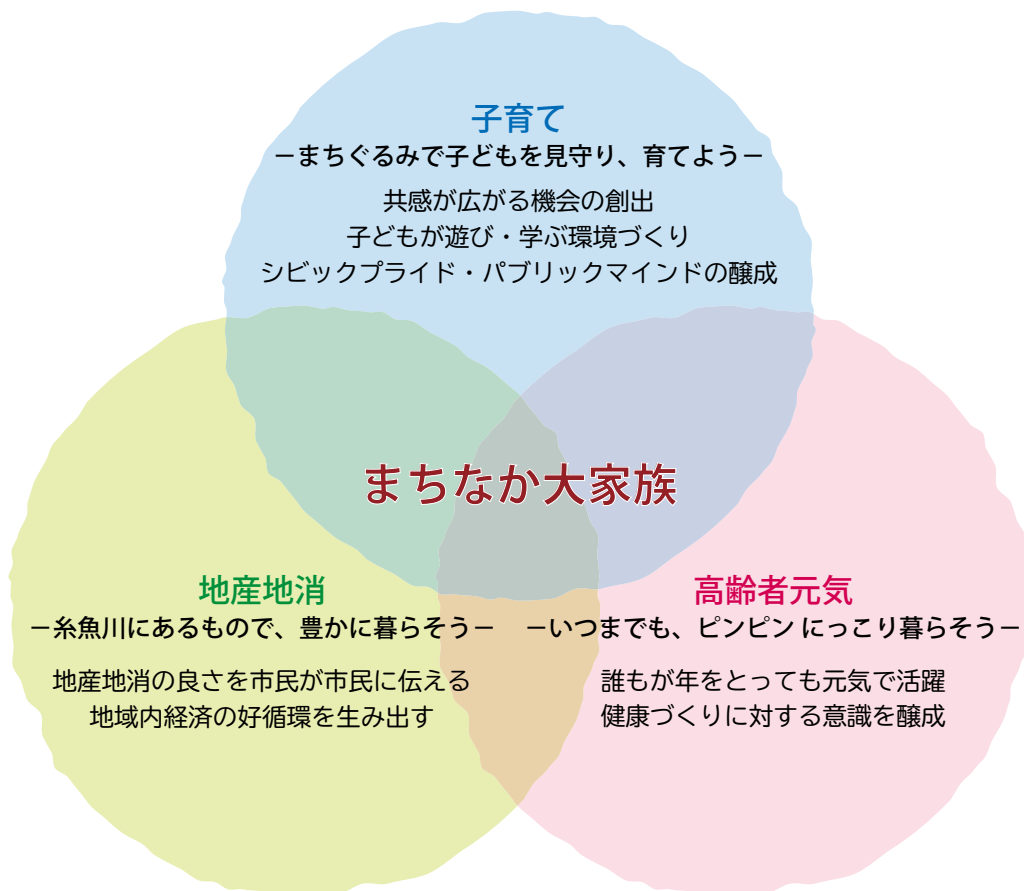 子育て
－まちぐるみで子どもを見守り、育てよう－
共感が広がる機会の創出
子どもが遊び・学ぶ環境づくり
シビックプライド・パブリックマインドの醸成
まちなか大家族
地産地消
－糸魚川にあるもので、豊かに暮らそう－
地産地消の良さを市民が市民に伝える
地域内経済の好循環を生み出す
高齢者元気
－いつまでも、ピンピン にっこり暮らそう－
誰もが年をとっても元気で活躍
健康づくりに対する意識を醸成